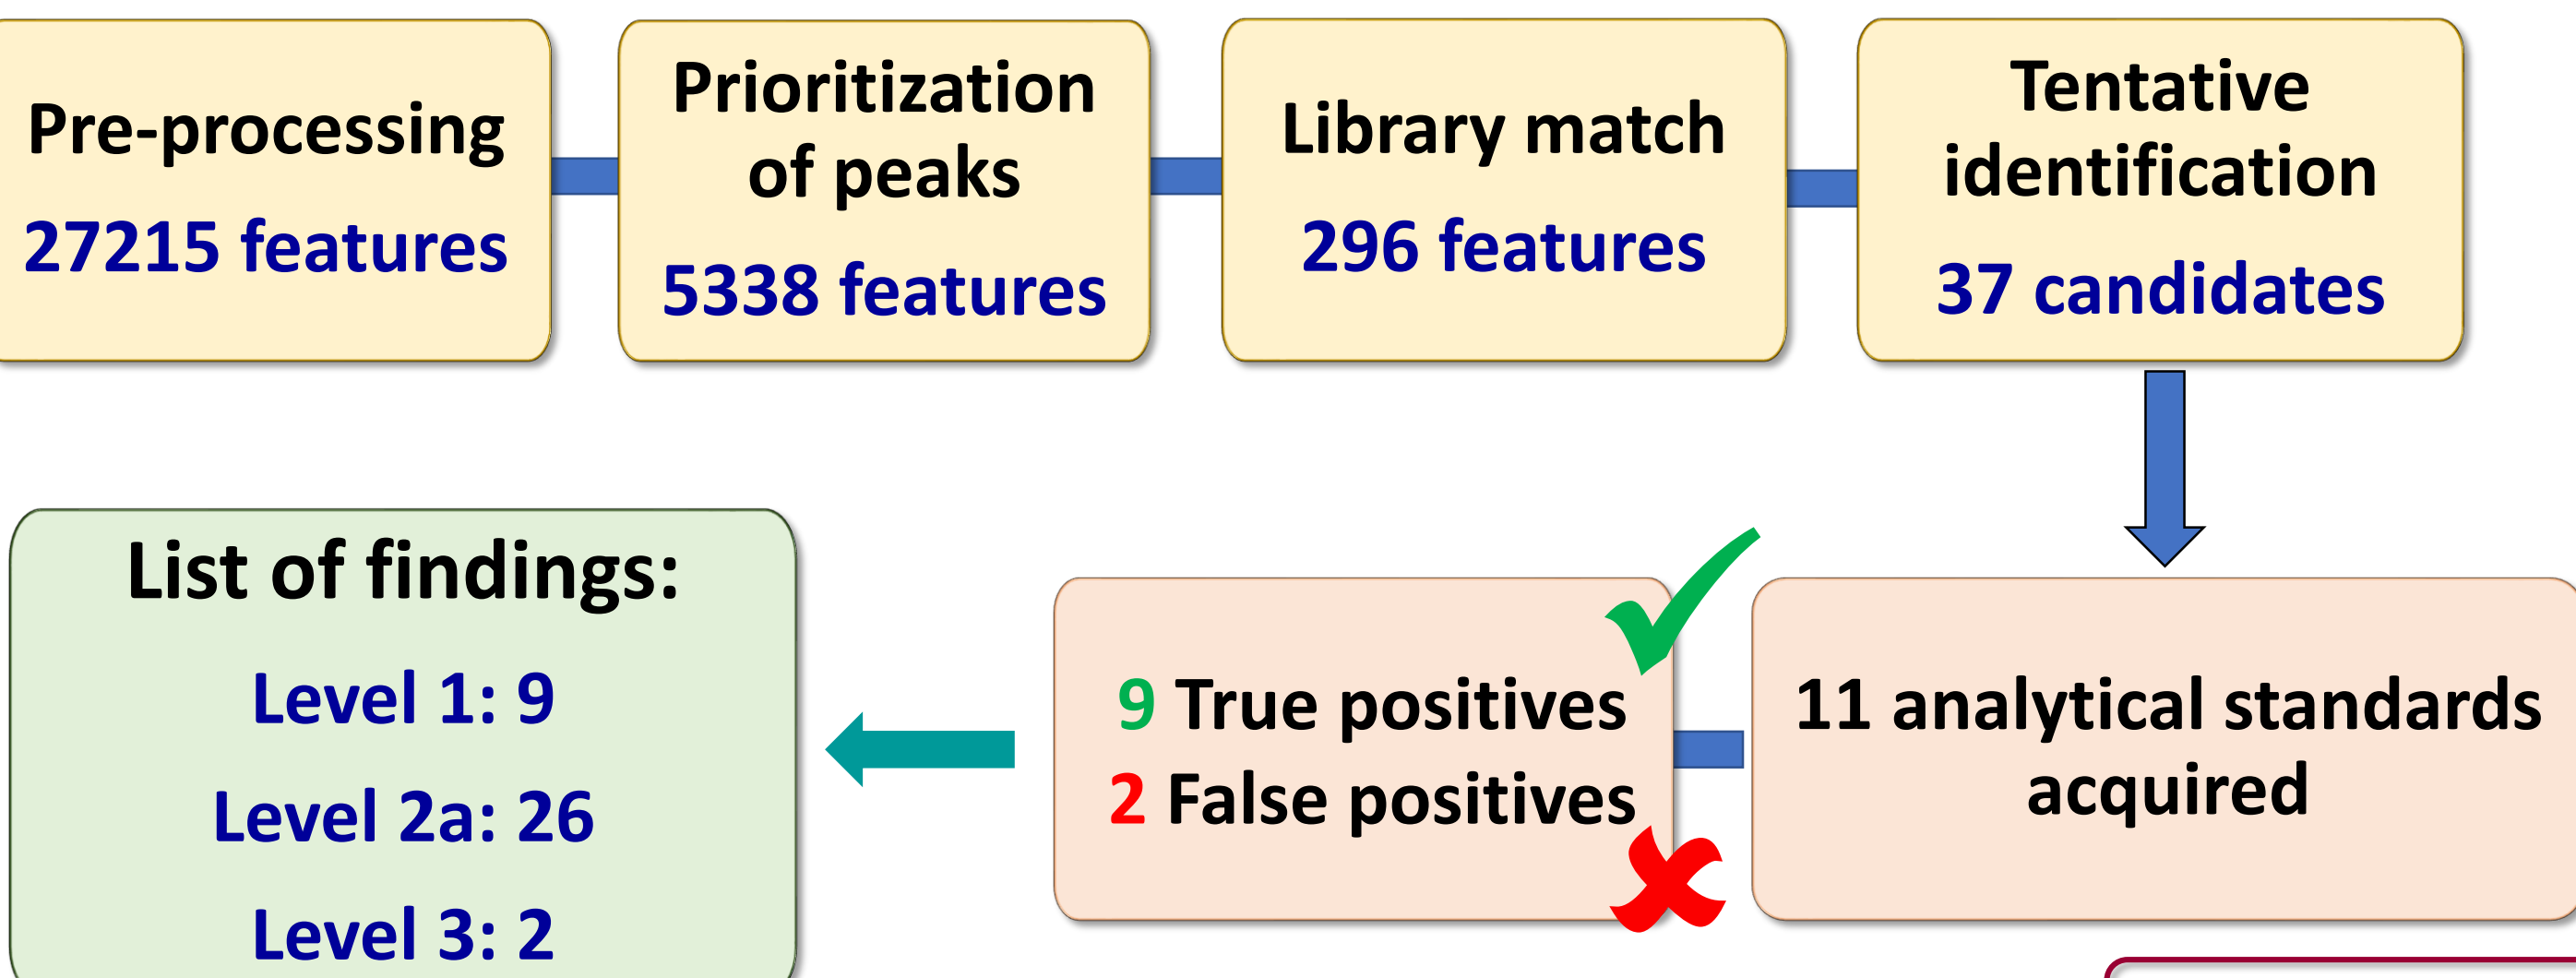 Pre-processing
27215 features
Prioritization
of peaks
5338 features
Library match
296 features
Tentative
identification
37 candidates
11 analytical standards
acquired
9 True positives
2 False positives
List of findings:
Level 1: 9
Level 2a: 26
Level 3: 2